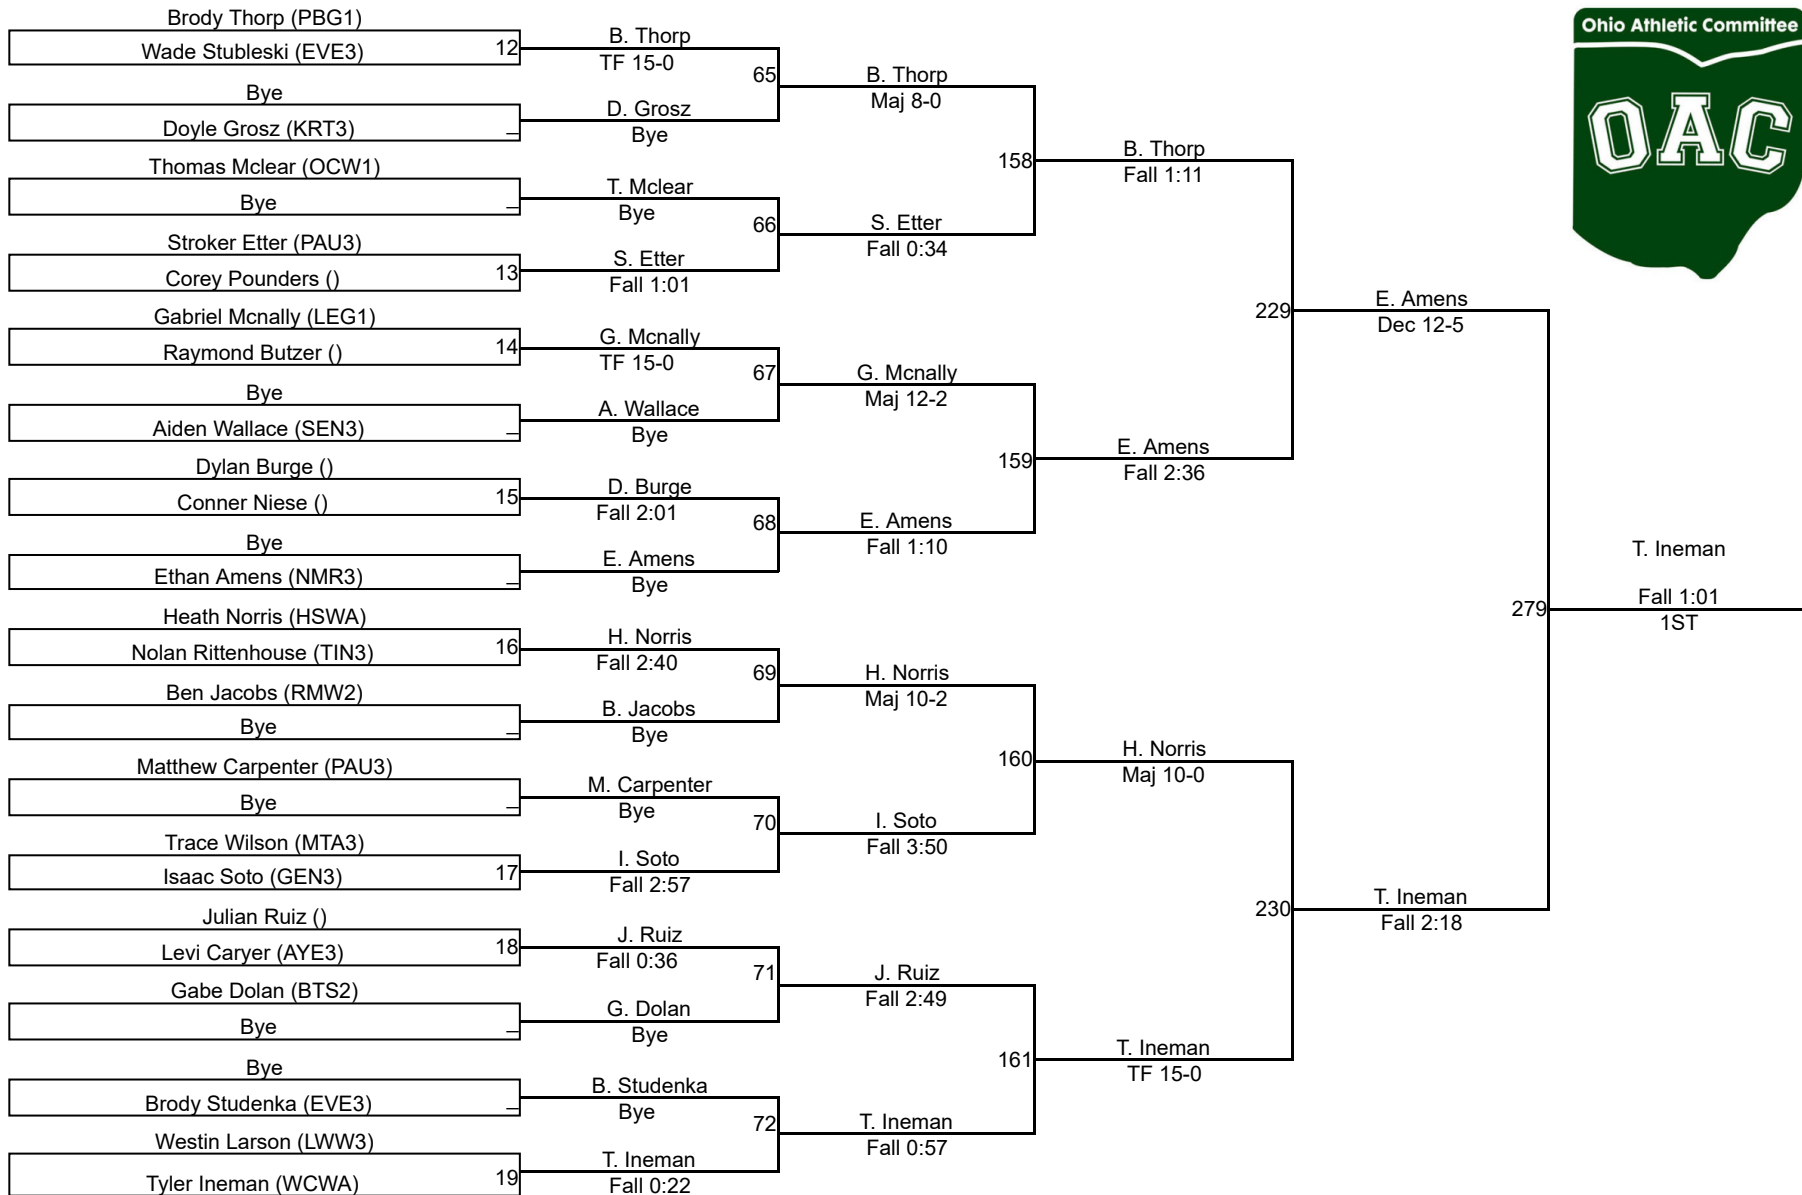 Brody Thorp (PBG1)
Wade Stubleski (EVE3)
12
Bye
Doyle Grosz (KRT3)
_
Thomas Mclear (OCW1)
Bye
_
Stroker Etter (PAU3)
Corey Pounders ()
13
Gabriel Mcnally (LEG1)
Raymond Butzer ()
14
Bye
Aiden Wallace (SEN3)
_
Dylan Burge ()
Conner Niese ()
15
Bye
Ethan Amens (NMR3)
_
Heath Norris (HSWA)
Nolan Rittenhouse (TIN3)
16
Ben Jacobs (RMW2)
Bye
_
Matthew Carpenter (PAU3)
Bye
_
Trace Wilson (MTA3)
Isaac Soto (GEN3)
17
Julian Ruiz ()
Levi Caryer (AYE3)
18
Gabe Dolan (BTS2)
Bye
_
Bye
Brody Studenka (EVE3)
_
Westin Larson (LWW3)
Tyler Ineman (WCWA)
19
B. Thorp
TF 15-0
65
D. Grosz
Bye
T. Mclear
Bye
66
S. Etter
Fall 1:01
G. Mcnally
TF 15-0
67
A. Wallace
Bye
D. Burge
Fall 2:01
68
E. Amens
Bye
H. Norris
Fall 2:40
69
B. Jacobs
Bye
M. Carpenter
Bye
70
I. Soto
Fall 2:57
J. Ruiz
Fall 0:36
71
G. Dolan
Bye
B. Studenka
Bye
72
T. Ineman
Fall 0:22
B. Thorp
Maj 8-0
158
S. Etter
Fall 0:34
G. Mcnally
Maj 12-2
159
E. Amens
Fall 1:10
H. Norris
Maj 10-2
160
I. Soto
Fall 3:50
J. Ruiz
Fall 2:49
161
T. Ineman
Fall 0:57
B. Thorp
Fall 1:11
229
E. Amens
Fall 2:36
H. Norris
Maj 10-0
230
T. Ineman
TF 15-0
E. Amens
Dec 12-5
279
T. Ineman
Fall 2:18
T. Ineman
Fall 1:01
1ST
Ohio Athletic Committee
OAC